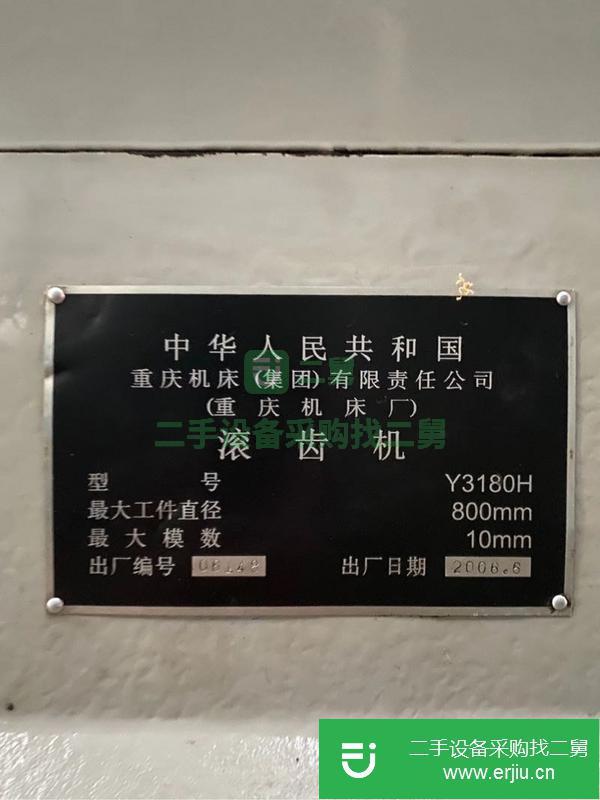 中华人民共和国
重庆机床(集团)有限责任公司
(重庆机床厂)
二手设备采购找二舅
滚齿机
型号 Y3180H
最大工件直径 800mm
最大模数 10mm
出厂编号 出厂日期 2006.6
二手设备采购找二舅
www.erjiu.cn